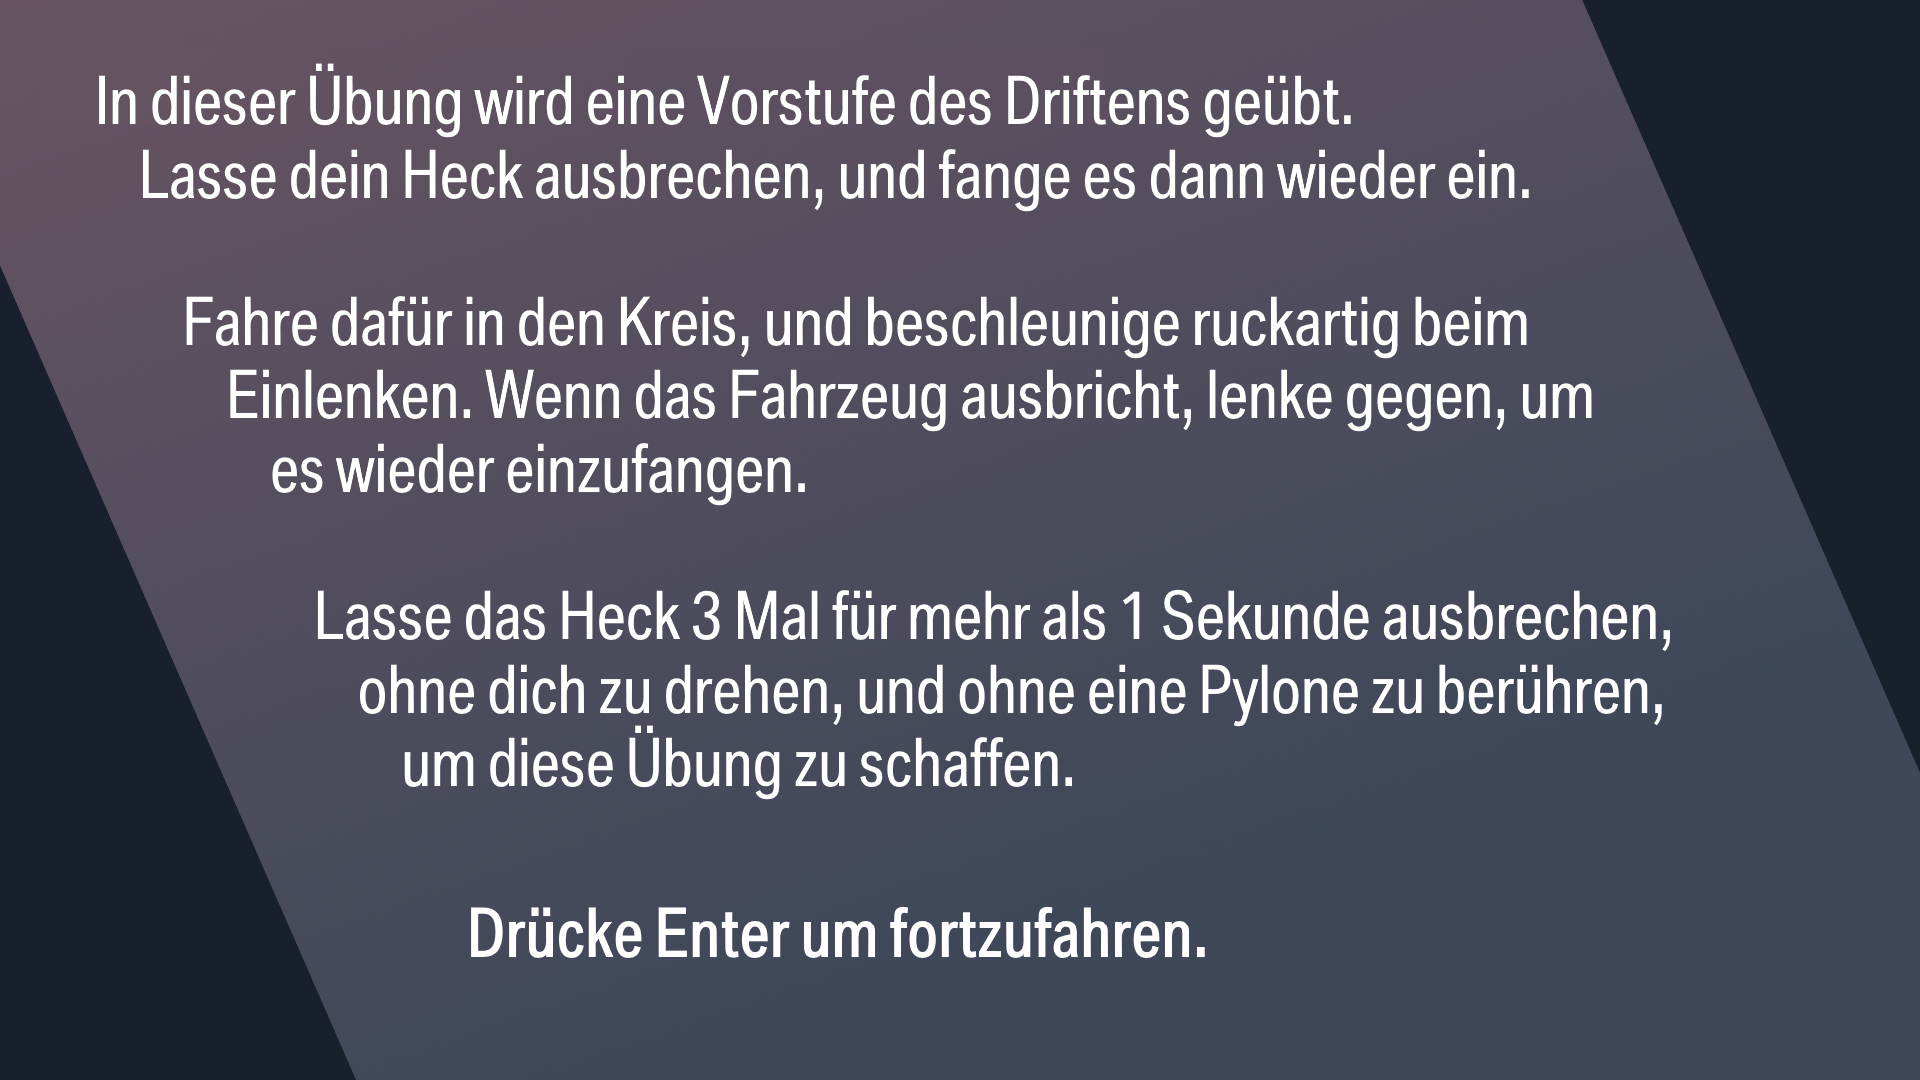 In dieser Übung wird eine Vorstufe des Driftens geübt.
Lasse dein Heck ausbrechen, und fange es dann wieder ein.
Fahre dafür in den Kreis, und beschleunige ruckartig beim
Einlenken. Wenn das Fahrzeug ausbricht, lenke gegen, um
es wieder einzufangen.
Lasse das Heck 3 Mal für mehr als 1 Sekunde ausbrechen,
ohne dich zu drehen, und ohne eine Pylone zu berühren,
um diese Übung zu schaffen.
Drücke Enter um fortzufahren.